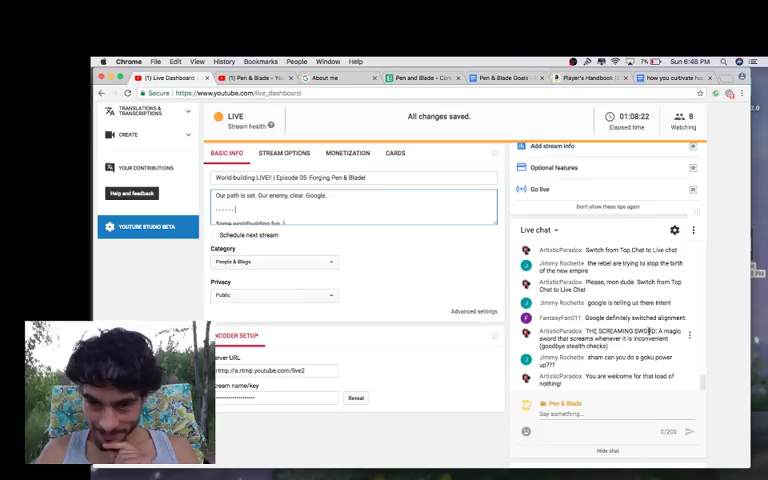 Chrome File Edit View History Bookmarks People Window Help 7% Sun 6:48 PM
(1) Live Dashboard (1) Pen & Blade - You About me Pen and Blade - Con Pen & Blade Goals Player's Handbook how you cultivate ha
Secure https://www.youtube.com/live_dashboard
TRANSLATIONS &
TRANSCRIPTIONS
CREATE
YOUR CONTRIBUTIONS
Help and feedback
YOUTUBE STUDIO BETA
LIVE
Stream health
All changes saved.
01:08:22
Elapsed time
8
Watching
BASIC INFO STREAM OPTIONS MONETIZATION CARDS
World-building LIVE!! | Episode 05: Forging Pen & Blade!
Our path is set. Our enemy, clear. Google.
- - - - - -
Some worldbuilding fun :)
Schedule next stream
Category
People & Blogs
Privacy
Public
Advanced settings
ENCODER SETUP
Server URL
rtmp://a.rtmp.youtube.com/live2
Stream name/key
Reveal
Add stream info
Optional features
Go live
Don't show these tips again
Live chat
ArtisticParadox Switch from Top Chat to Live chat
Jimmy Rochette the rebel are trying to stop the birth
of the new empire
ArtisticParadox Please, mon dude. Switch from Top
Chat to Live Chat
Jimmy Rochette google is telling us there intent
FantasyFan011 Google definitely switched alignment.
ArtisticParadox THE SCREAMING SWORD: A magic
sword that screams whenever it is inconvenient
(goodbye stealth checks)
Jimmy Rochette sham can you do a goku power
up???
ArtisticParadox You are welcome for that load of
nothing!
Pen & Blade
Say something...
0/200
Hide chat